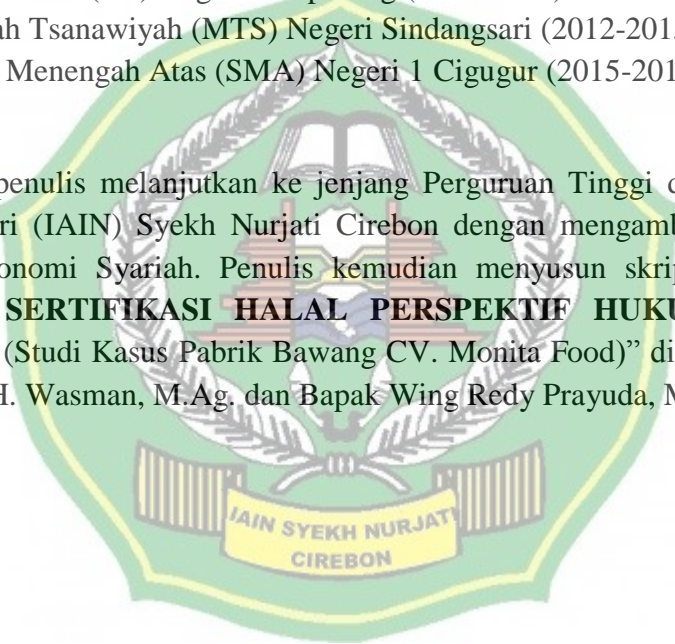 ah Tsanawiyah (MTS) Negeri Sindangsari (2012-201
Menengah Atas (SMA) Negeri 1 Cigugur (2015-201
penulis melanjutkan ke jenjang Perguruan Tinggi d
ri (IAIN) Syekh Nurjati Cirebon dengan mengamb
onomi Syariah. Penulis kemudian menyusun skrip
SERTIFIKASI HALAL PERSPEKTIF HUKU
(Studi Kasus Pabrik Bawang CV. Monita Food)” di
H. Wasman, M.Ag. dan Bapak Wing Redy Prayuda, M
IAIN SYEKH NURJATI
CIREBON